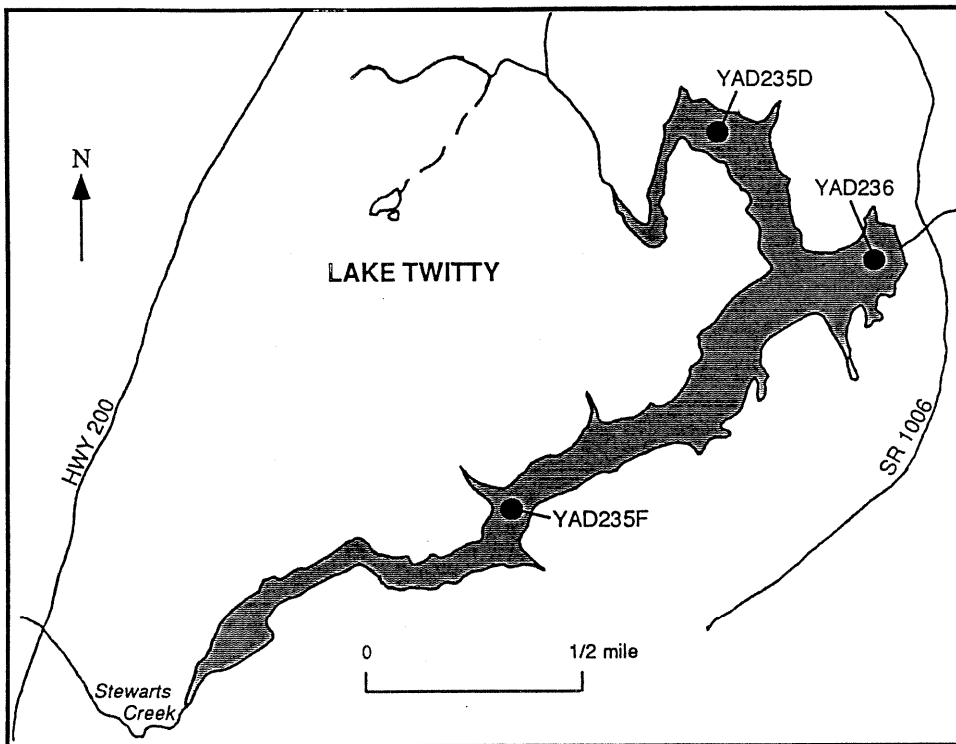 YAD235D
N
YAD236
LAKE TWITTY
HWY 200
SR 1006
YAD235F
0 1/2 mile
Stewarts
Creek